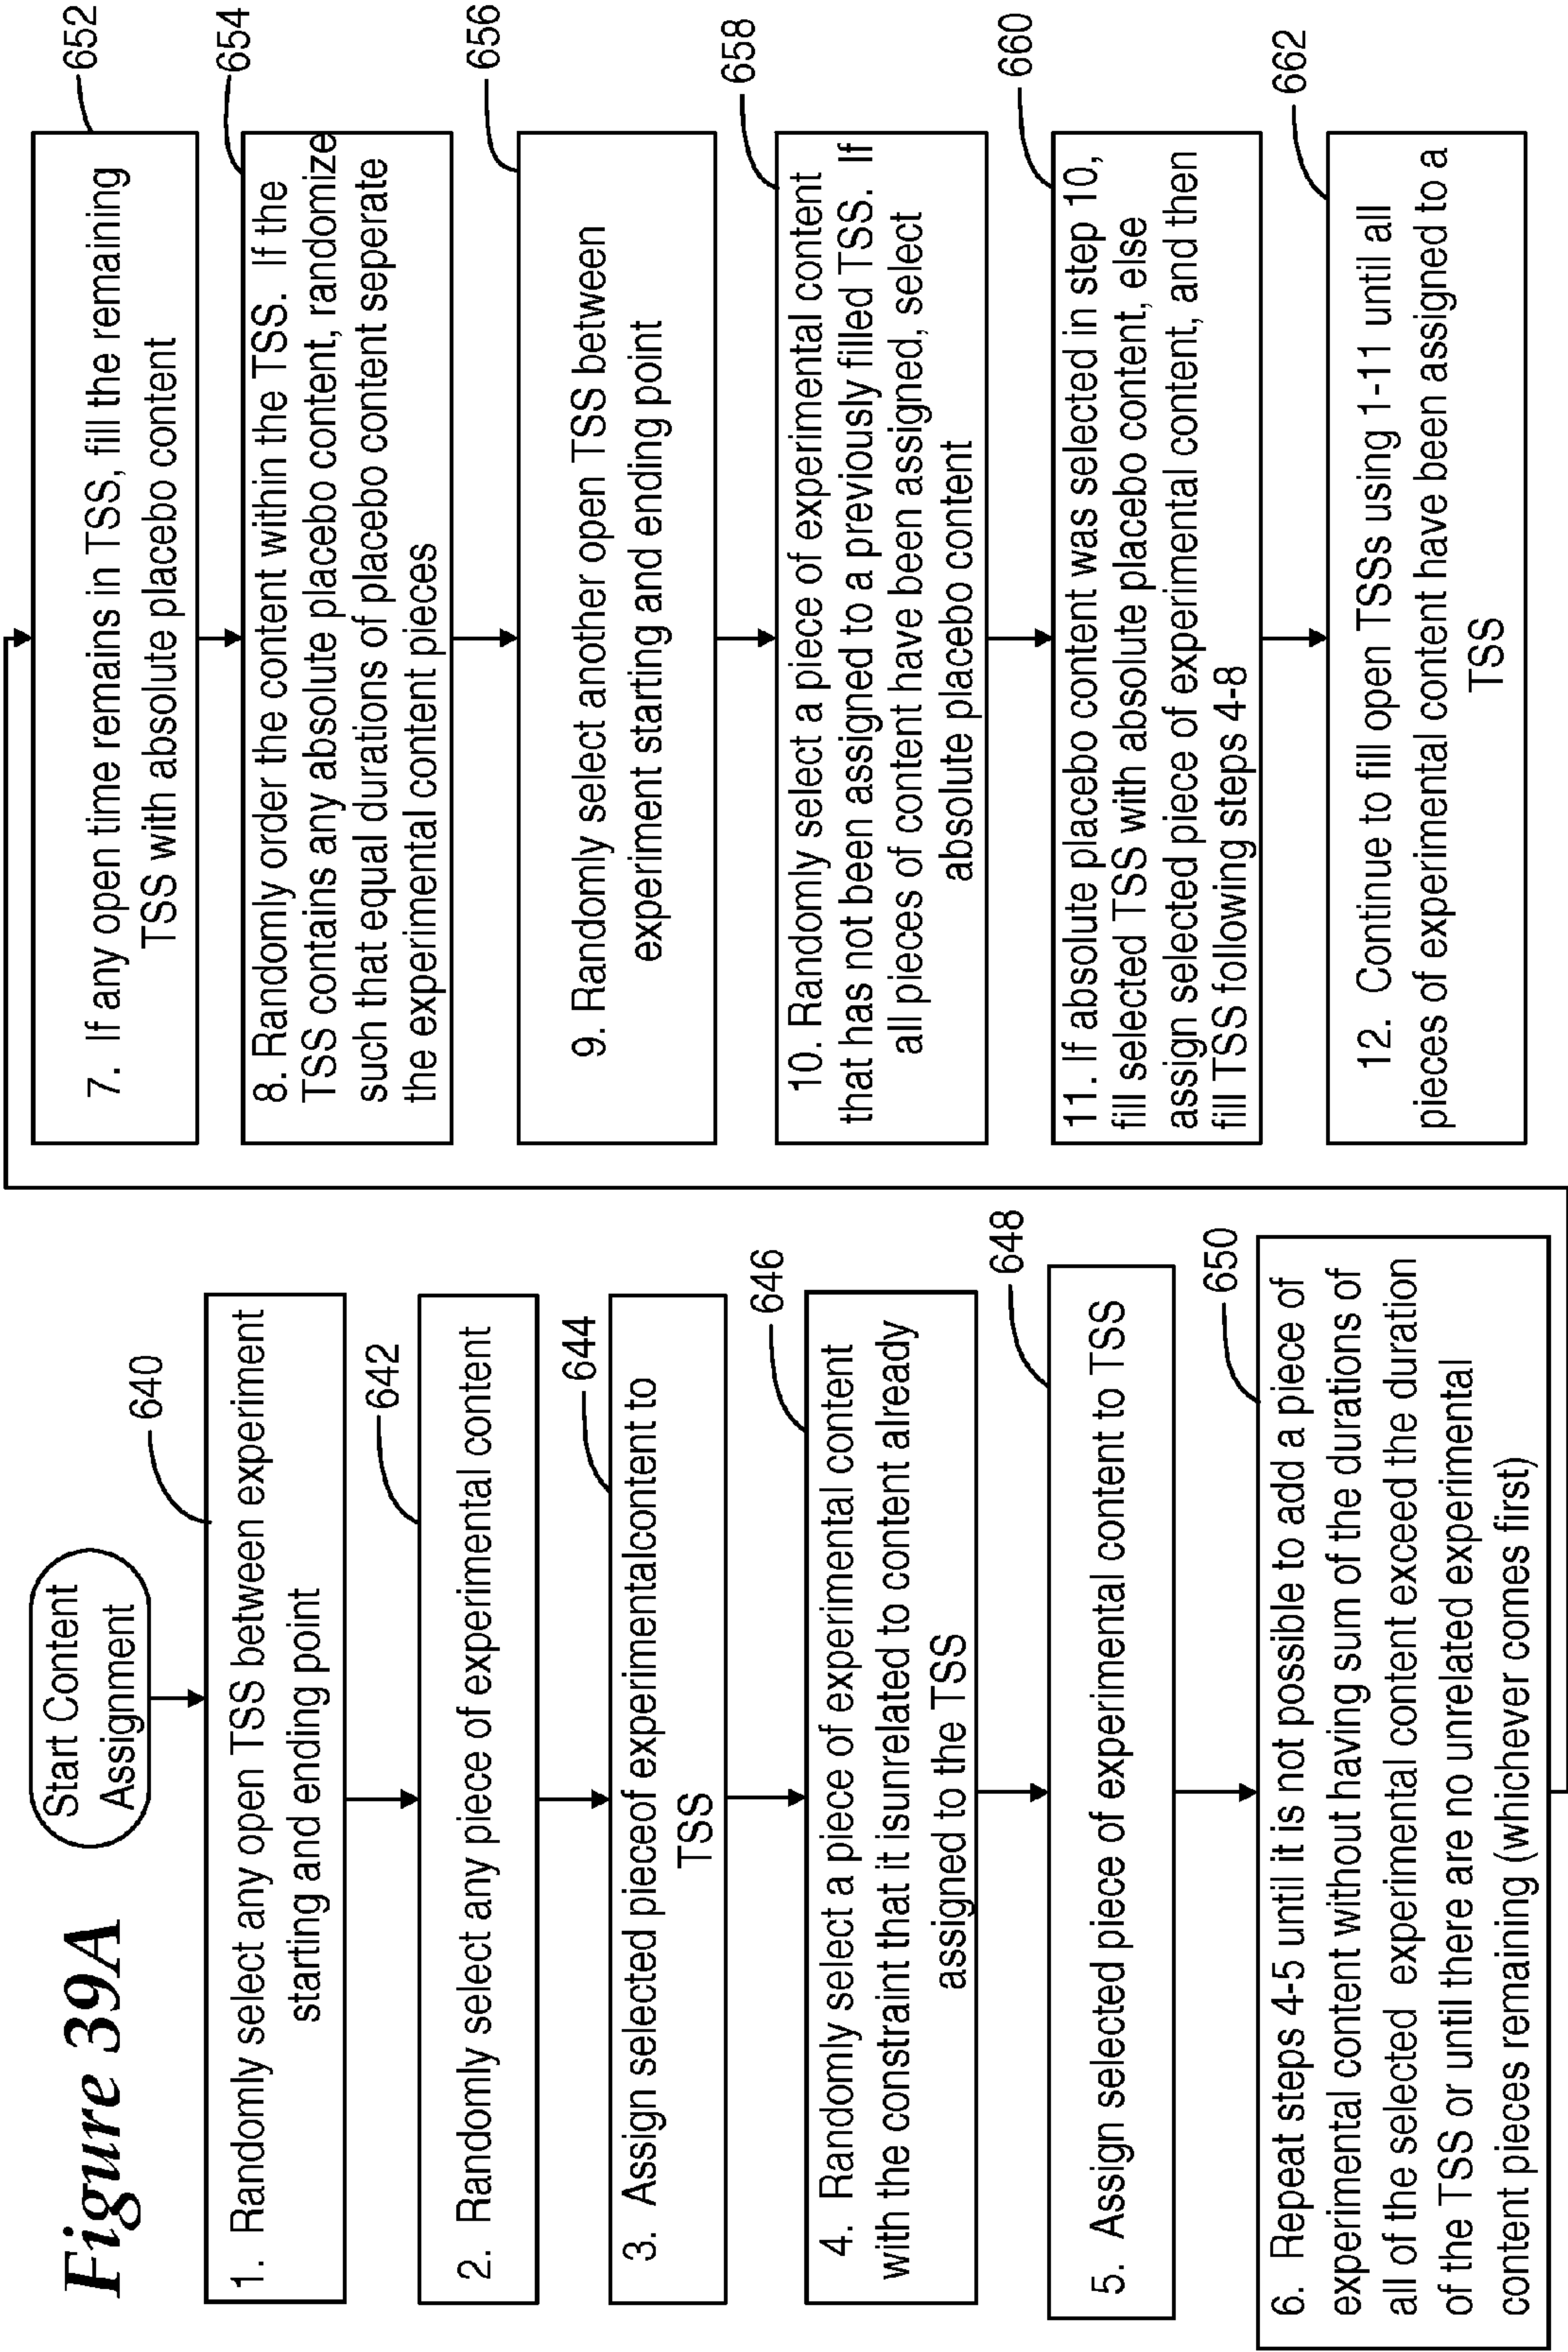 Figure 39A
Start Content
Assignment
640
1. Randomly select any open TSS between experiment
starting and ending point
642
2. Randomly select any piece of experimental content
644
3. Assign selected pieceof experimentalcontent to
TSS
646
4. Randomly select a piece of experimental content
with the constraint that it isunrelated to content already
assigned to the TSS
648
5. Assign selected piece of experimental content to TSS
650
6. Repeat steps 4-5 until it is not possible to add a piece of
experimental content without having sum of the durations of
all of the selected experimental content exceed the duration
of the TSS or until there are no unrelated experimental
content pieces remaining (whichever comes first)
652
7. If any open time remains in TSS, fill the remaining
TSS with absolute placebo content
654
8. Randomly order the content within the TSS. If the
TSS contains any absolute placebo content, randomize
such that equal durations of placebo content seperate
the experimental content pieces
656
9. Randomly select another open TSS between
experiment starting and ending point
658
10. Randomly select a piece of experimental content
that has not been assigned to a previously filled TSS. If
all pieces of content have been assigned, select
absolute placebo content
660
11. If absolute placebo content was selected in step 10,
fill selected TSS with absolute placebo content, else
assign selected piece of experimental content, and then
fill TSS following steps 4-8
662
12. Continue to fill open TSSs using 1-11 until all
pieces of experimental content have been assigned to a
TSS